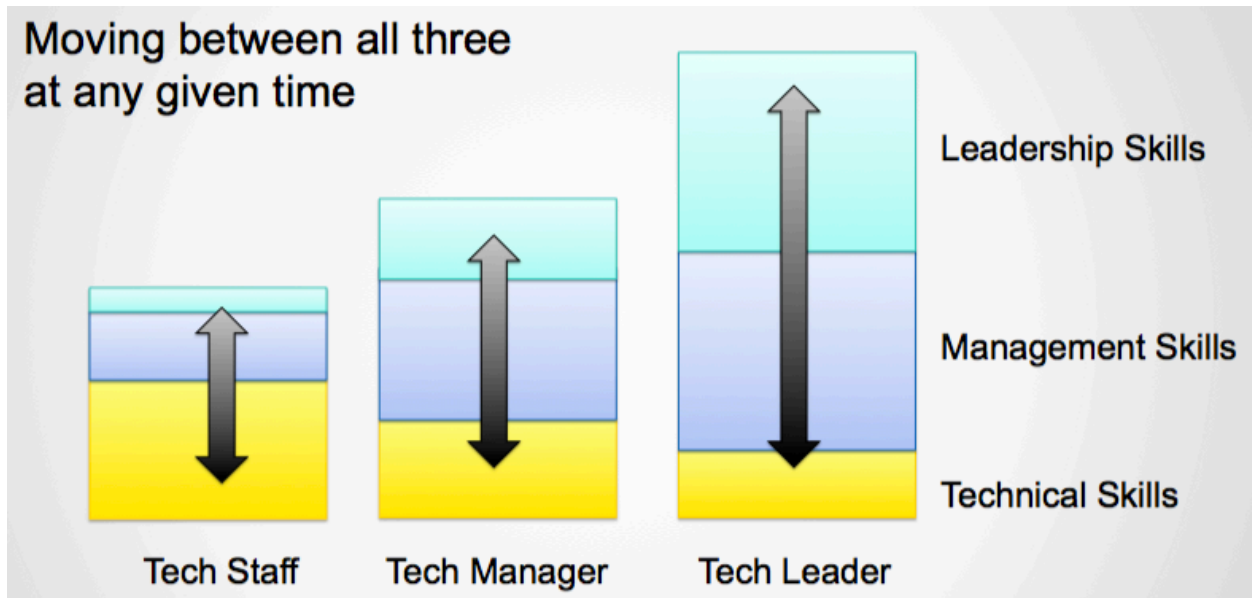 Moving between all three
at any given time
Leadership Skills
Management Skills
Technical Skills
Tech Staff
Tech Manager
Tech Leader